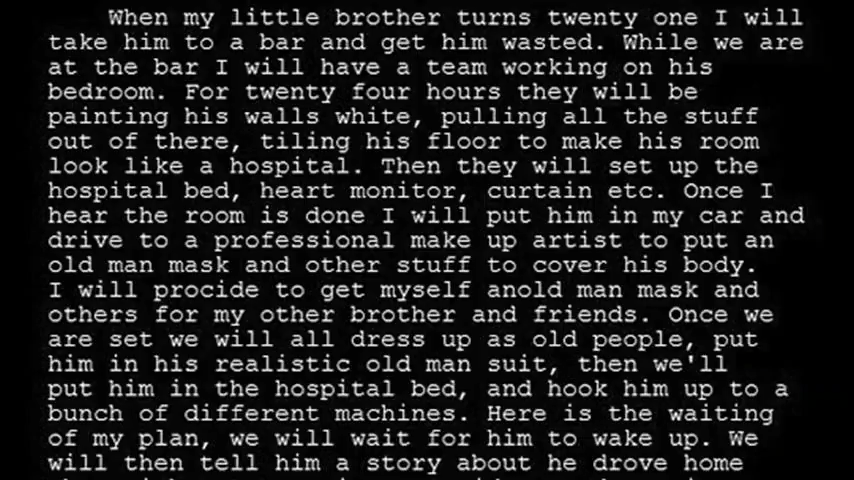 When my little brother turns twenty one I will
take him to a bar and get him wasted. While we are
at the bar I will have a team working on his
bedroom. For twenty four hours they will be
painting his walls white, pulling all the stuff
out of there, tiling his floor to make his room
look like a hospital. Then they will set up the
hospital bed, heart monitor, curtain etc. Once I
hear the room is done I will put him in my car and
drive to a professional make up artist to put an
old man mask and other stuff to cover his body.
I will procide to get myself anold man mask and
others for my other brother and friends. Once we
are set we will all dress up as old people, put
him in his realistic old man suit, then we'll
put him in the hospital bed, and hook him up to a
bunch of different machines. Here is the waiting
of my plan, we will wait for him to wake up. We
will then tell him a story about he drove home